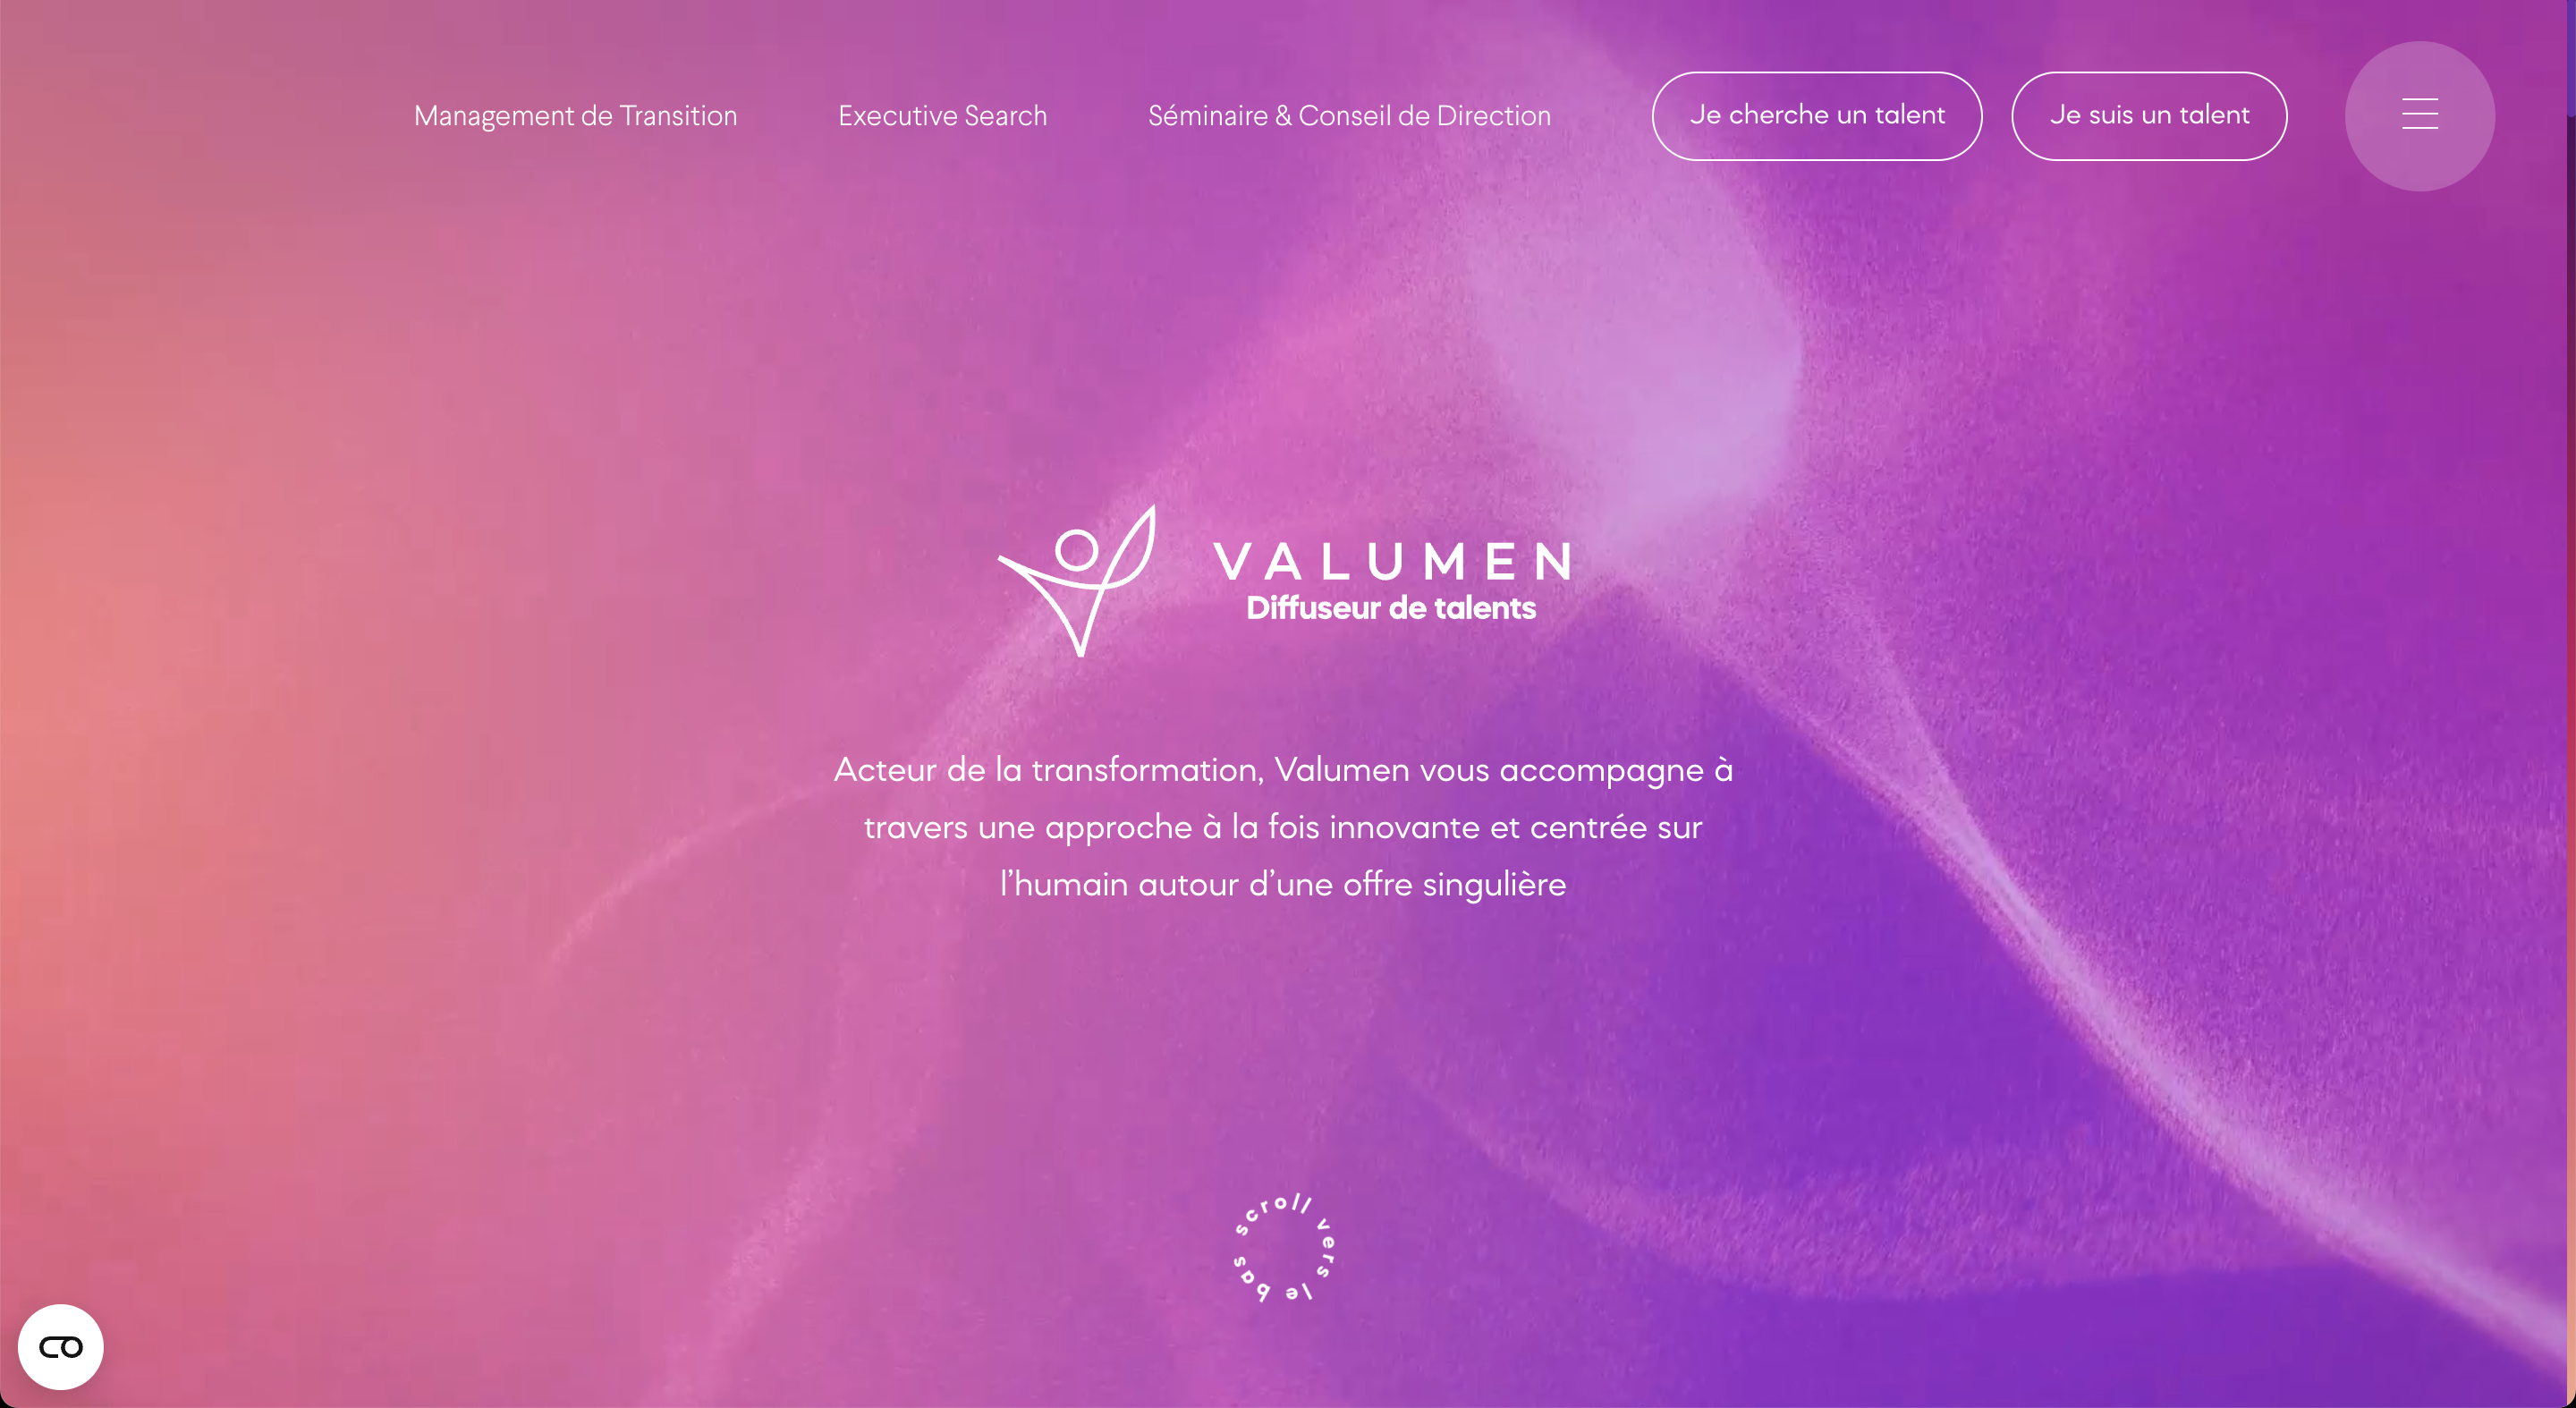 Management de Transition
Executive Search
Séminaire & Conseil de Direction
Je cherche un talent
Je suis un talent
VALUMEN
Diffuseur de talents
Acteur de la transformation, Valumen vous accompagne à
travers une approche à la fois innovante et centrée sur
l’humain autour d’une offre singulière
scroll vers le bas